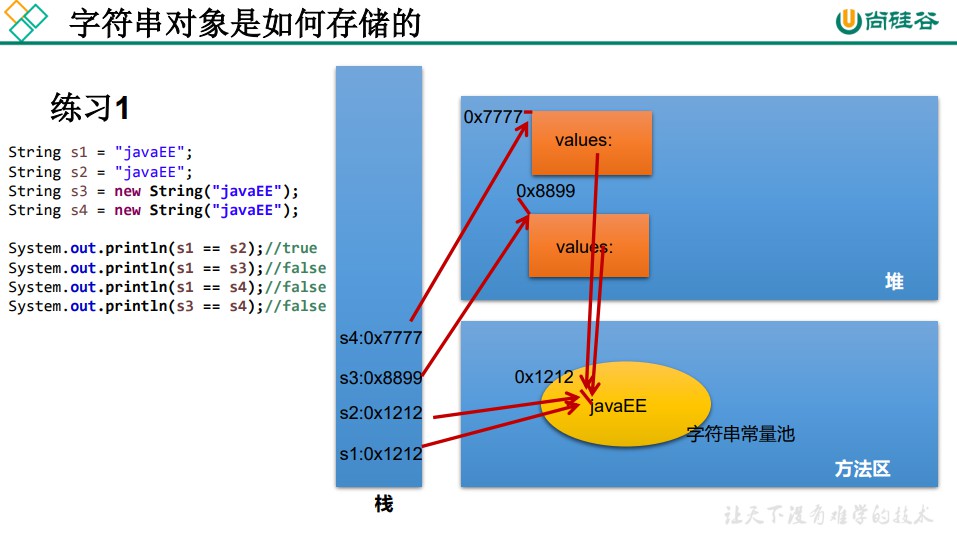 字符串对象是如何存储的
尚硅谷
练习1
String s1 = "javaEE";
String s2 = "javaEE";
String s3 = new String("javaEE");
String s4 = new String("javaEE");
System.out.println(s1 == s2);//true
System.out.println(s1 == s3);//false
System.out.println(s1 == s4);//false
System.out.println(s3 == s4);//false
s4:0x7777
s3:0x8899
s2:0x1212
s1:0x1212
栈
0x7777
values:
0x8899
values:
堆
0x1212
javaEE
字符串常量池
方法区
让天下没有难学的技术